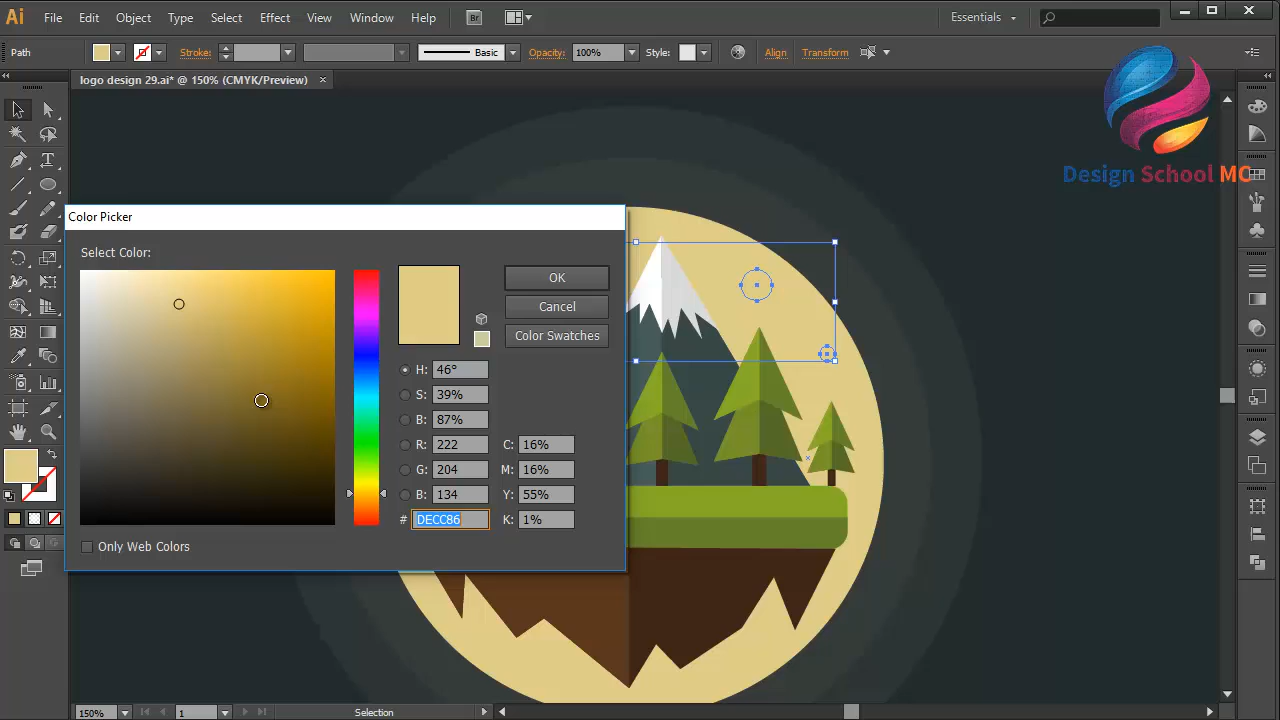 Ai File Edit Object Type Select Effect View Window Help Br Essentials
Path Stroke: Basic Opacity: 100% Style: Align Transform
logo design 29.ai* @ 150% (CMYK/Preview) ×
Design School MC
Color Picker
Select Color:
OK
Cancel
Color Swatches
H: 46°
S: 39%
B: 87%
R: 222 C: 16%
G: 204 M: 16%
B: 134 Y: 55%
# DECC86 K: 1%
Only Web Colors
150% 1 Selection